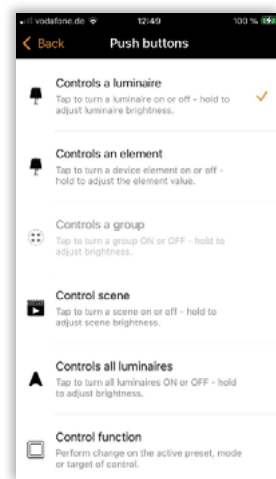 vodafone.de 12:49 100 %
Back Push buttons
Controls a luminaire
Tap to turn a luminaire on or off – hold to
adjust luminaire brightness.
Controls an element
Tap to turn a device element on or off -
hold to adjust the element value.
Controls a group
Tap to turn a group ON or OFF - hold to
adjust brightness.
Control scene
Tap to turn a scene on or off - hold to
adjust scene brightness.
Controls all luminaires
Tap to turn all luminaires ON or OFF - hold
to adjust brightness.
Control function
Perform change on the active preset, mode
or target of control.